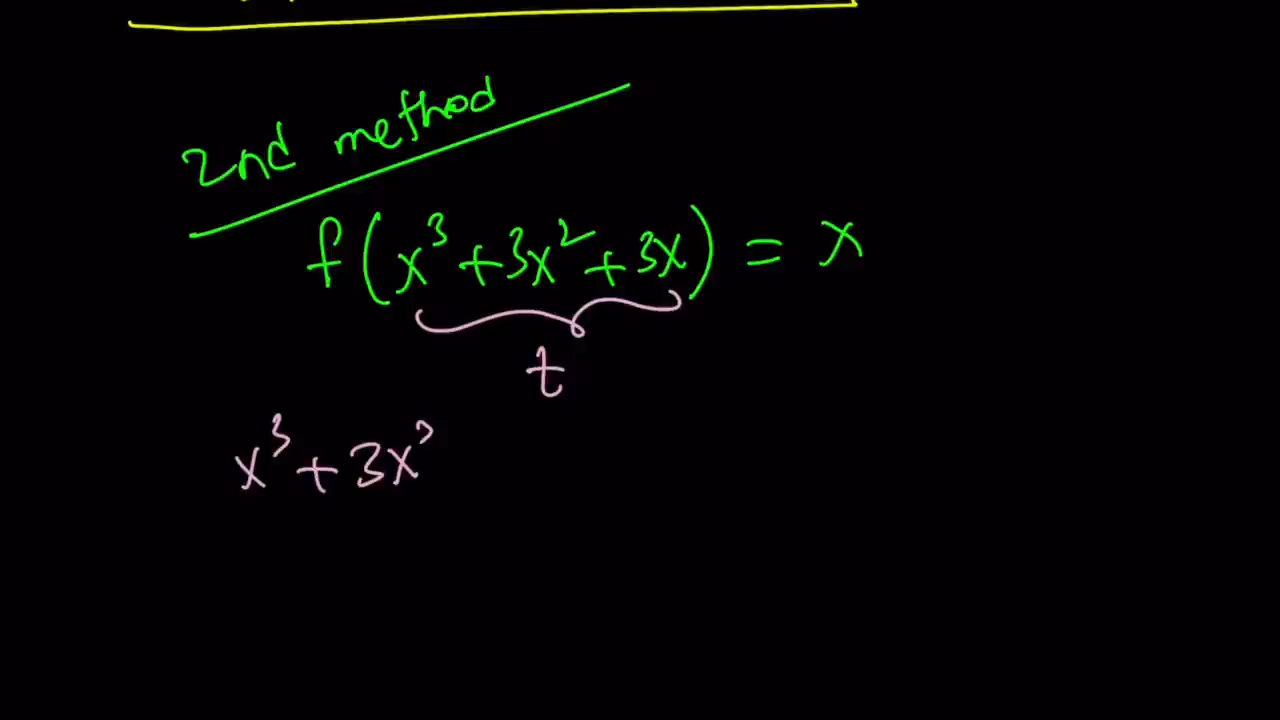 2nd method
f(x³+3x²+3x) = x
t
x³+3x²